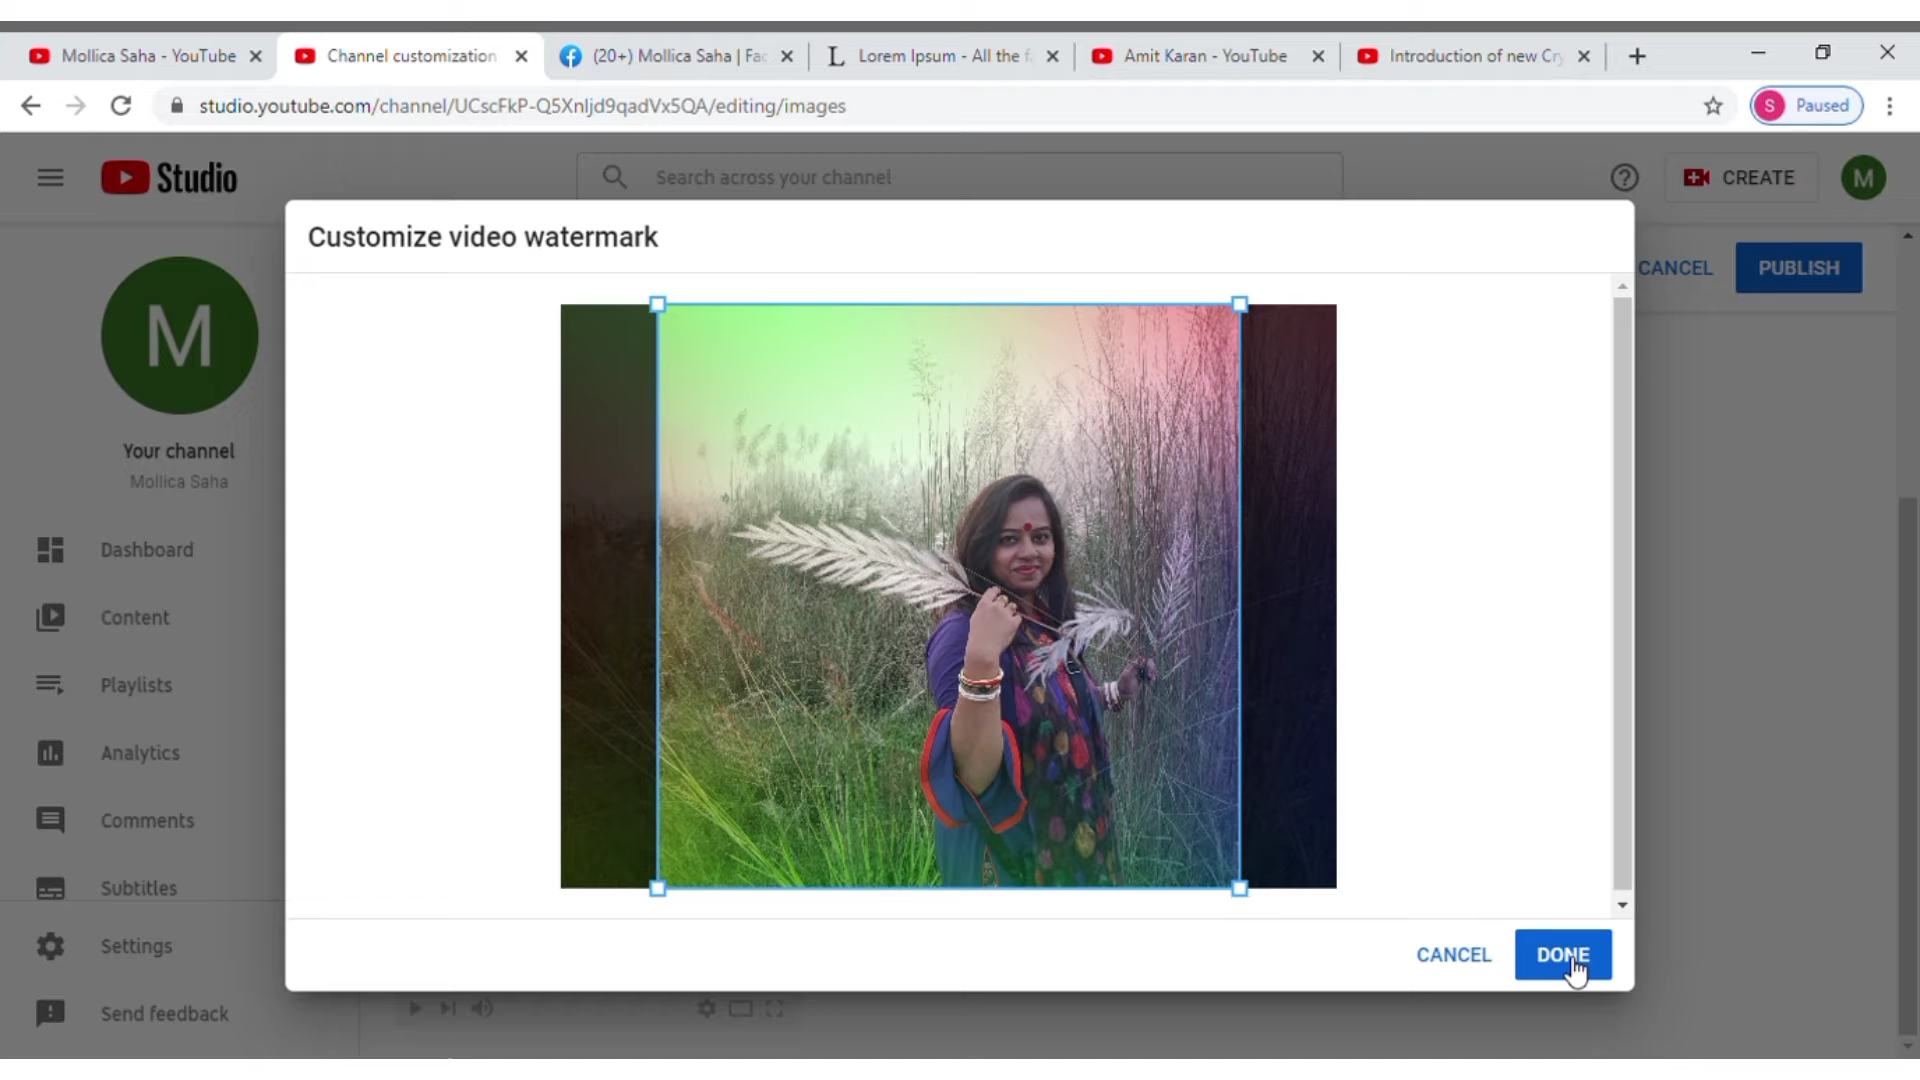 Mollica Saha - YouTube
Channel customization
(20+) Mollica Saha | Fac
Lorem Ipsum - All the f
Amit Karan - YouTube
Introduction of new Cry
studio.youtube.com/channel/UCscFkP-Q5Xnljd9qadVx5QA/editing/images
S Paused
Studio
Search across your channel
CREATE
M
Customize video watermark
CANCEL
PUBLISH
M
Your channel
Mollica Saha
Dashboard
Content
Playlists
Analytics
Comments
Subtitles
Settings
Send feedback
CANCEL
DONE